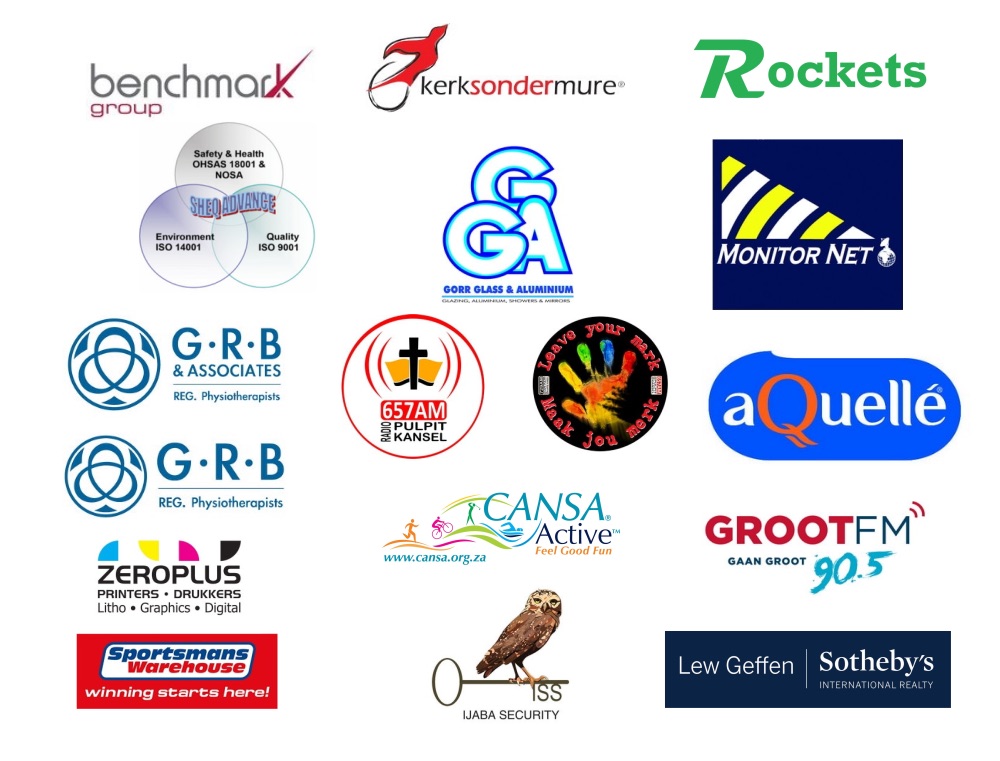 benchmark
group
kerksondermure®
Rockets
Safety & Health
OHSAS 18001 &
NOSA
SHEQ ADVANCE
Environment
ISO 14001
Quality
ISO 9001
GGA
GORR GLASS & ALUMINIUM
GLAZING, ALUMINIUM, SHOWERS & MIRRORS
MONITOR NET
G·R·B
& ASSOCIATES
REG. Physiotherapists
657AM
RADIO
PULPIT
KANSEL
Leave your mark
Maak jou merk
aQuellé®
G·R·B
REG. Physiotherapists
CANSA®
Active™
Feel Good Fun
www.cansa.org.za
GROOTFM
GAAN GROOT
90.5
ZEROPLUS
PRINTERS • DRUKKERS
Litho • Graphics • Digital
Sportsmans
Warehouse
winning starts here!
ISS
IJABA SECURITY
Lew Geffen
Sotheby's
INTERNATIONAL REALTY